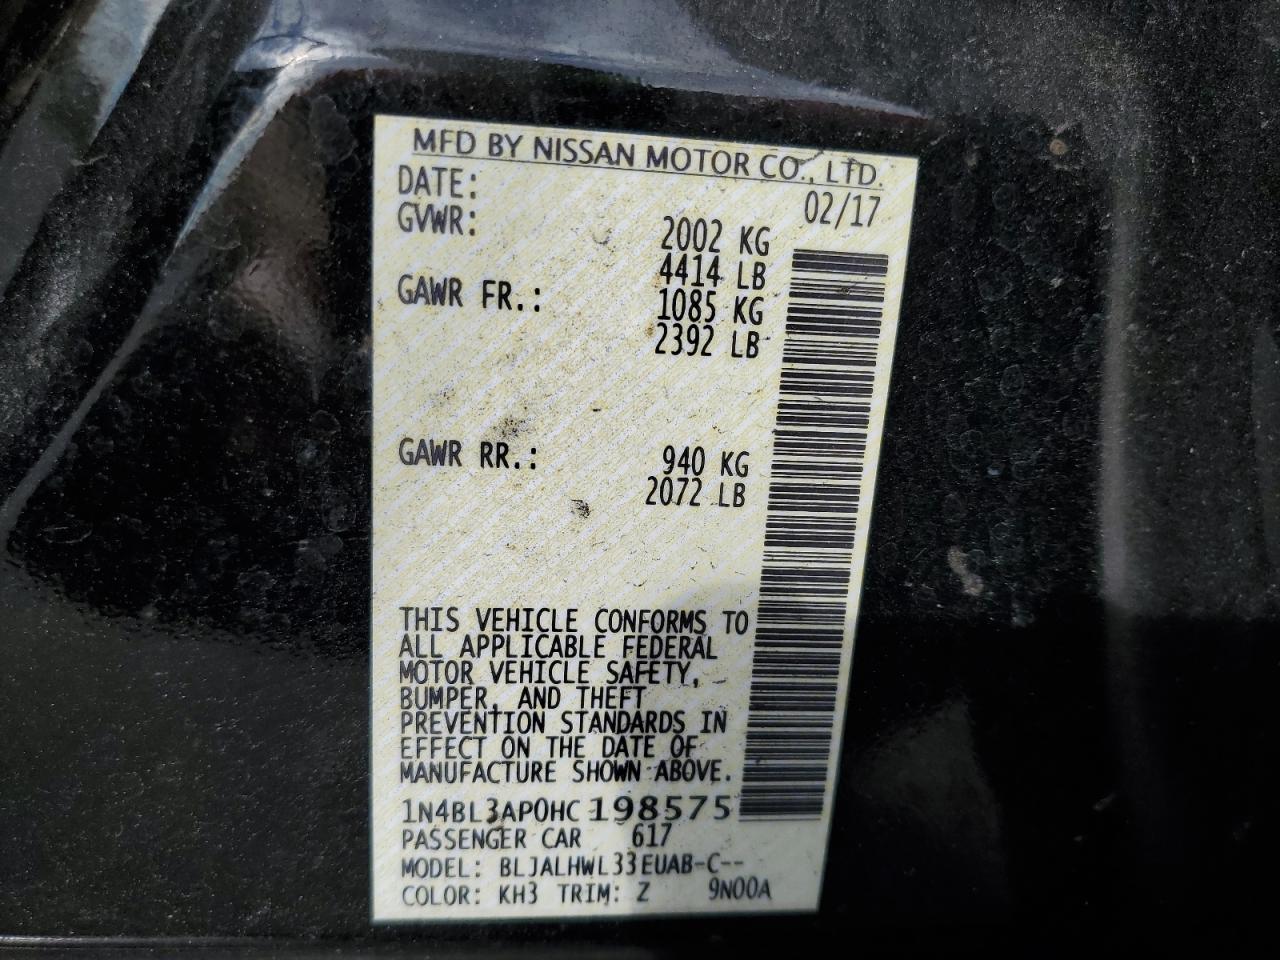 MFD BY NISSAN MOTOR CO., LTD.
DATE: 02/17
GVWR: 2002 KG
4414 LB
GAWR FR.: 1085 KG
2392 LB
GAWR RR.: 940 KG
2072 LB
THIS VEHICLE CONFORMS TO
ALL APPLICABLE FEDERAL
MOTOR VEHICLE SAFETY,
BUMPER, AND THEFT
PREVENTION STANDARDS IN
EFFECT ON THE DATE OF
MANUFACTURE SHOWN ABOVE.
1N4BL3AP0HC198575
PASSENGER CAR 617
MODEL: BLJALHWL33EUAB-C--
COLOR: KH3 TRIM: Z 9N00A